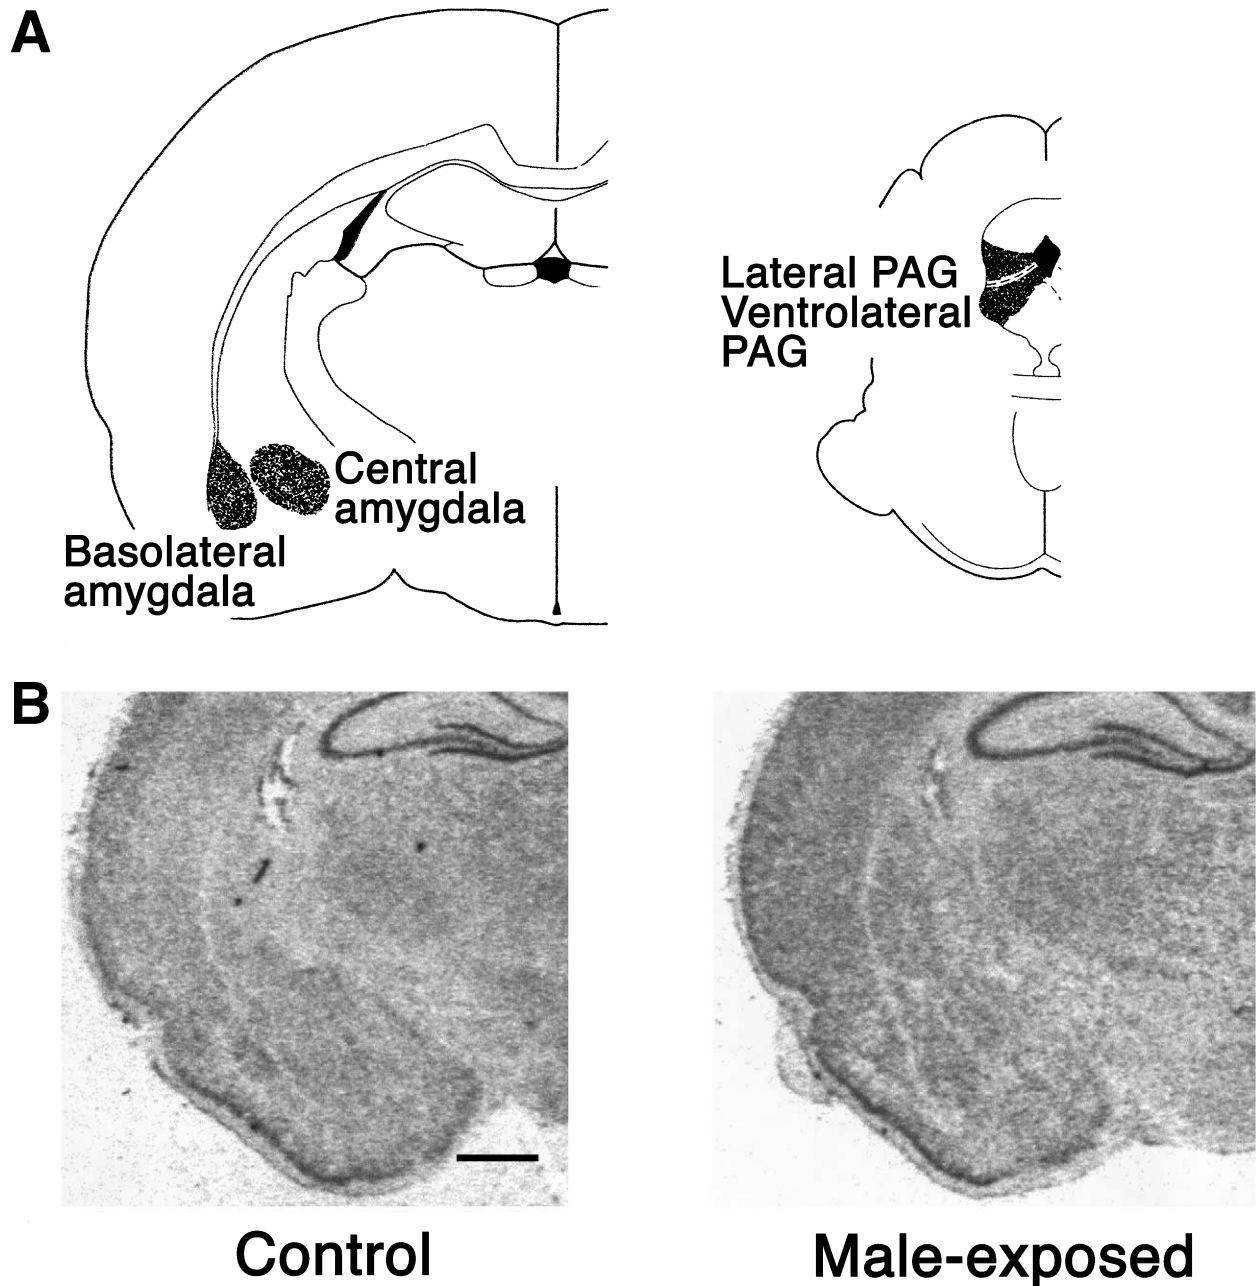 A
Lateral PAG
Ventrolateral
PAG
Central
amygdala
Basolateral
amygdala
B
Control
Male-exposed